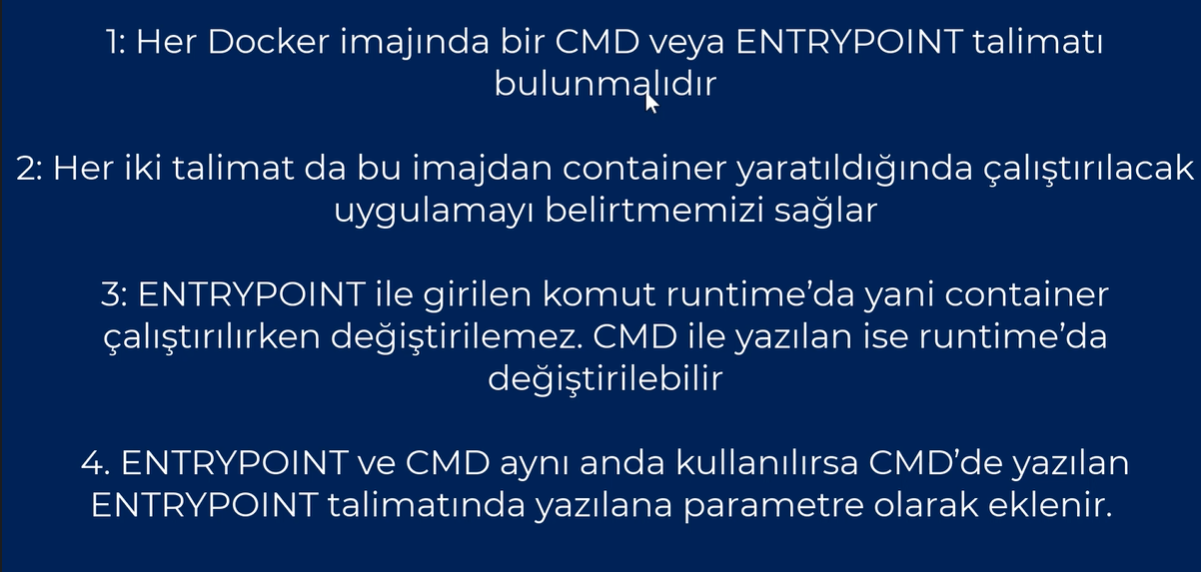 1: Her Docker imajında bir CMD veya ENTRYPOINT talimatı
bulunmalıdır
2: Her iki talimat da bu imajdan container yaratıldığında çalıştırılacak
uygulamayı belirtmemizi sağlar
3: ENTRYPOINT ile girilen komut runtime’da yani container
çalıştırılırken değiştirilemez. CMD ile yazılan ise runtime’da
değiştirilebilir
4. ENTRYPOINT ve CMD aynı anda kullanılırsa CMD’de yazılan
ENTRYPOINT talimatında yazılana parametre olarak eklenir.